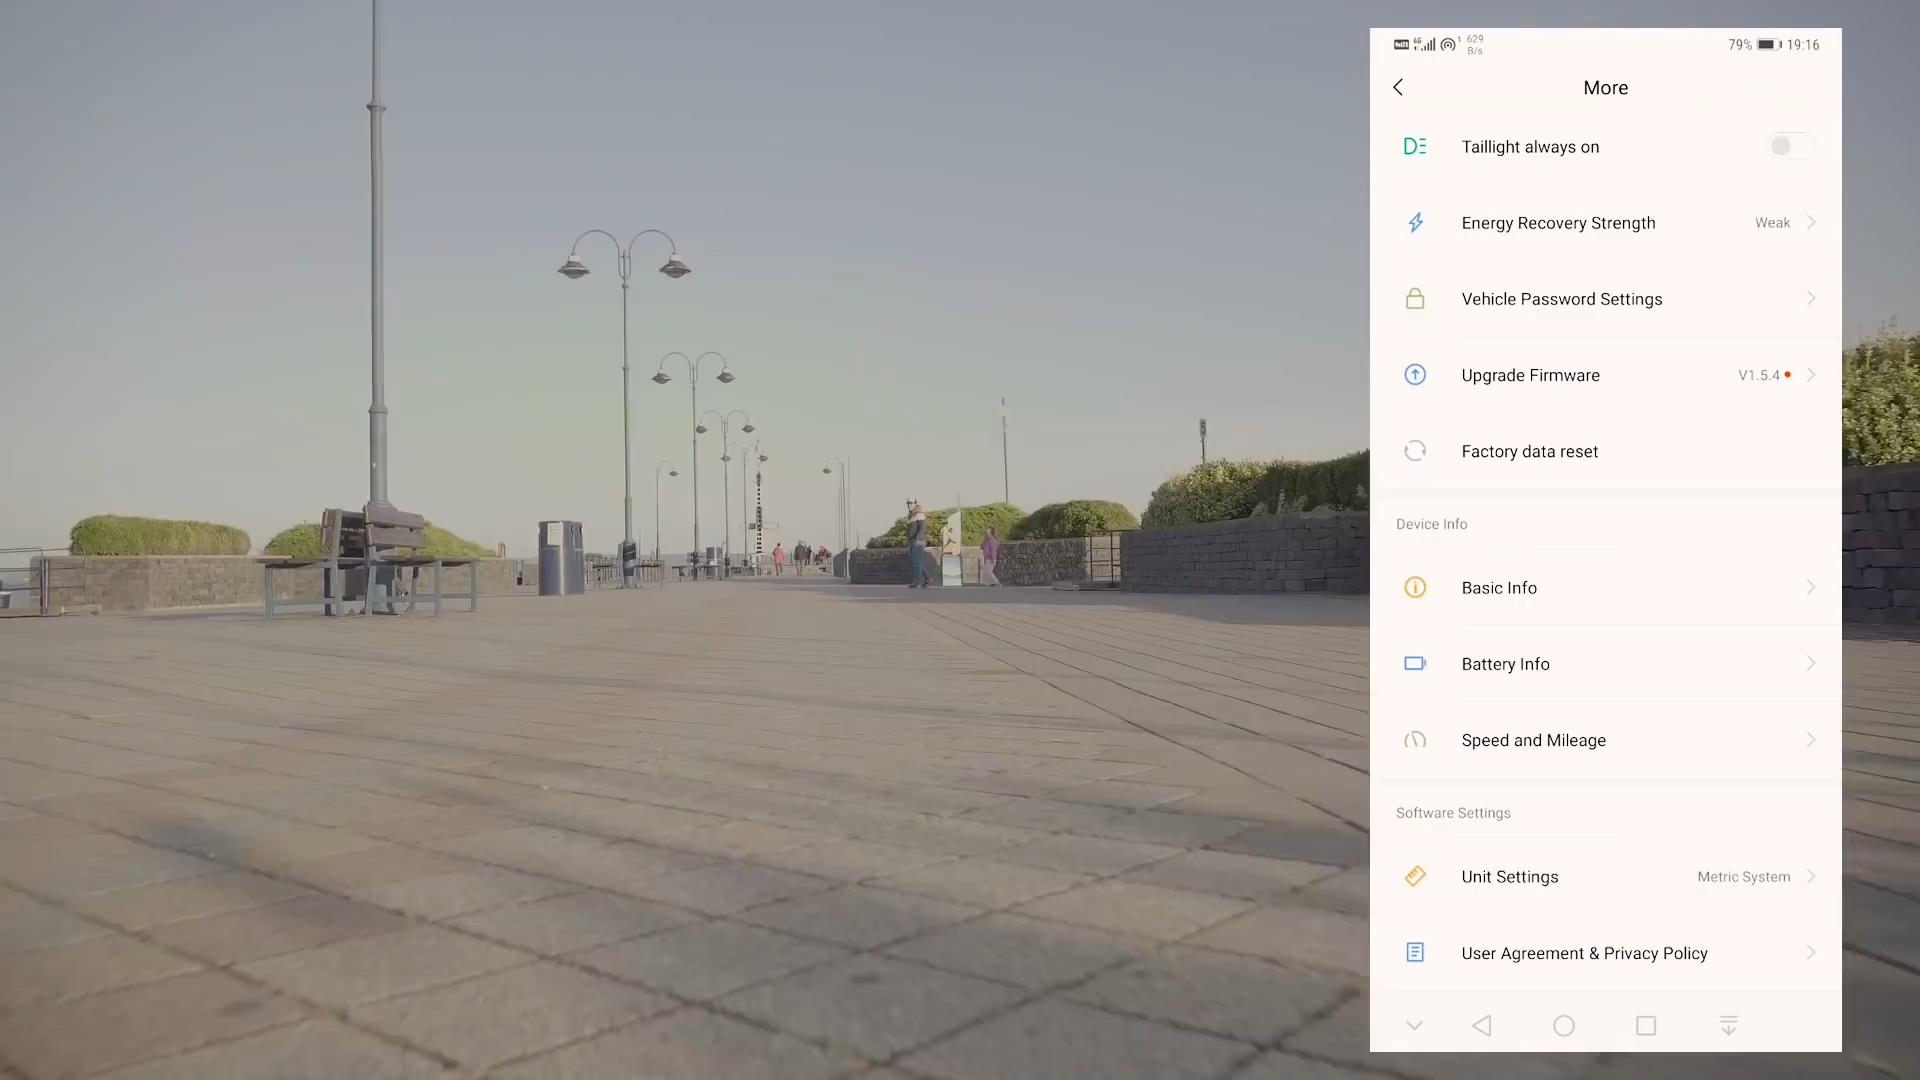 629
B/s
79%
19:16
More
Taillight always on
Energy Recovery Strength
Weak
Vehicle Password Settings
Upgrade Firmware
V1.5.4
Factory data reset
Device Info
Basic Info
Battery Info
Speed and Mileage
Software Settings
Unit Settings
Metric System
User Agreement & Privacy Policy